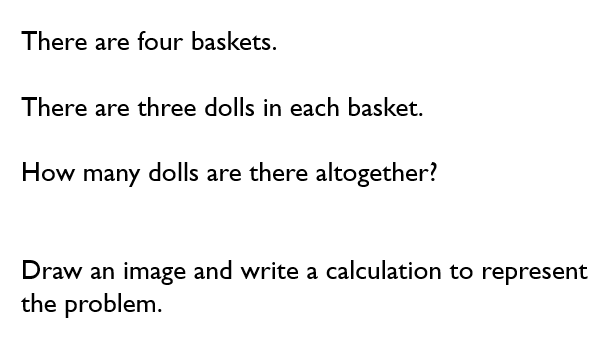 There are four baskets.
There are three dolls in each basket.
How many dolls are there altogether?
Draw an image and write a calculation to represent
the problem.